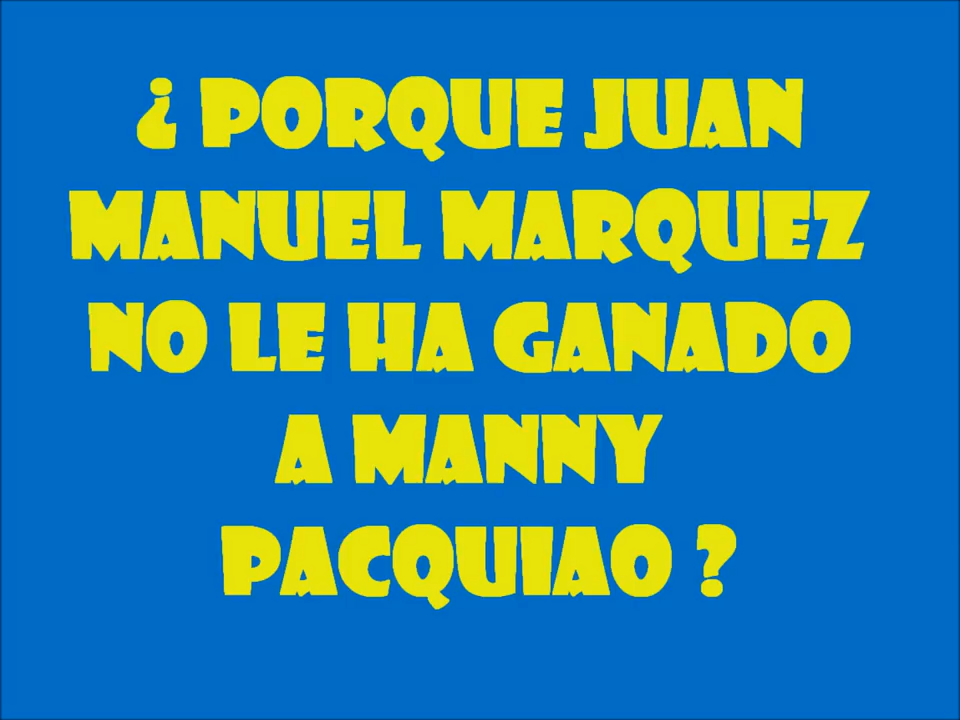 ¿ PORQUE JUAN
MANUEL MARQUEZ
NO LE HA GANADO
A MANNY
PACQUIAO ?